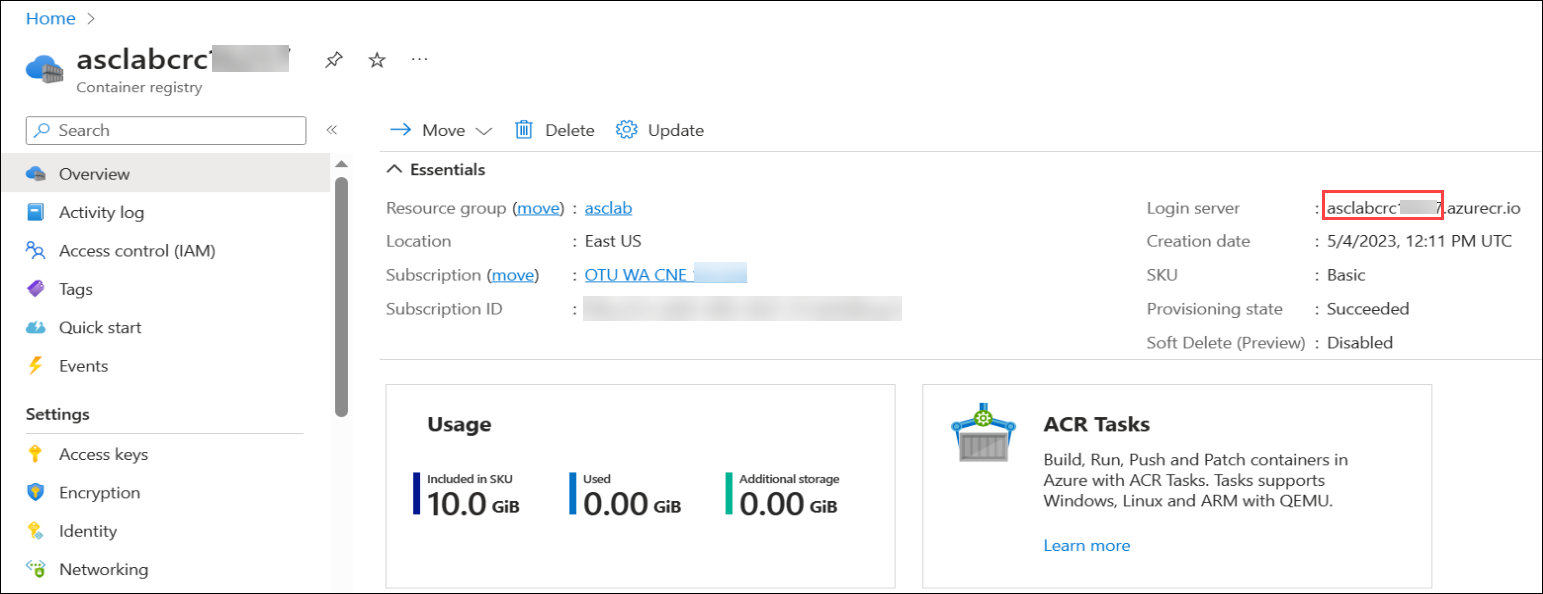 Home >
asclabcrc
Container registry
Search
«
Move
Delete
Update
Overview
Activity log
Access control (IAM)
Tags
Quick start
Events
Settings
Access keys
Encryption
Identity
Networking
Essentials
Resource group (move) : asclab
Location : East US
Subscription (move) : OTU WA CNE
Subscription ID :
Login server : asclabcrc .azurecr.io
Creation date : 5/4/2023, 12:11 PM UTC
SKU : Basic
Provisioning state : Succeeded
Soft Delete (Preview) : Disabled
Usage
Included in SKU
10.0 GiB
Used
0.00 GiB
Additional storage
0.00 GiB
ACR Tasks
Build, Run, Push and Patch containers in
Azure with ACR Tasks. Tasks supports
Windows, Linux and ARM with QEMU.
Learn more